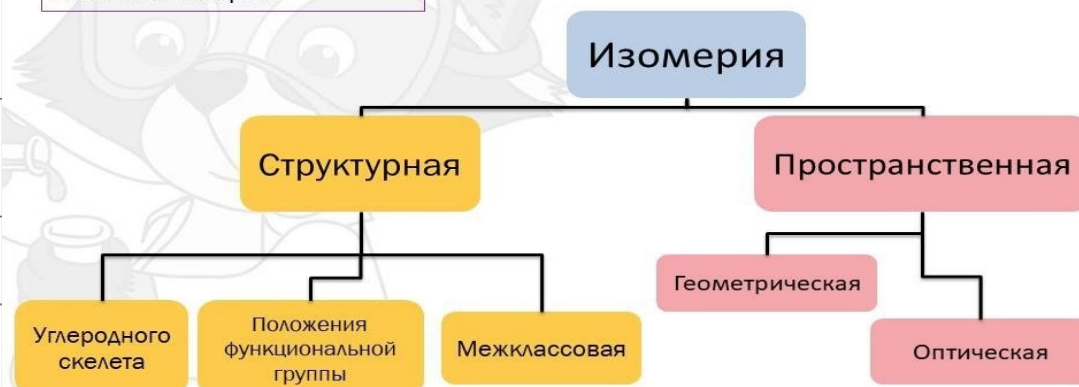 Изомерия
Структурная
Пространственная
Геометрическая
Углеродного
скелета
Положения
функциональной
группы
Межклассовая
Оптическая